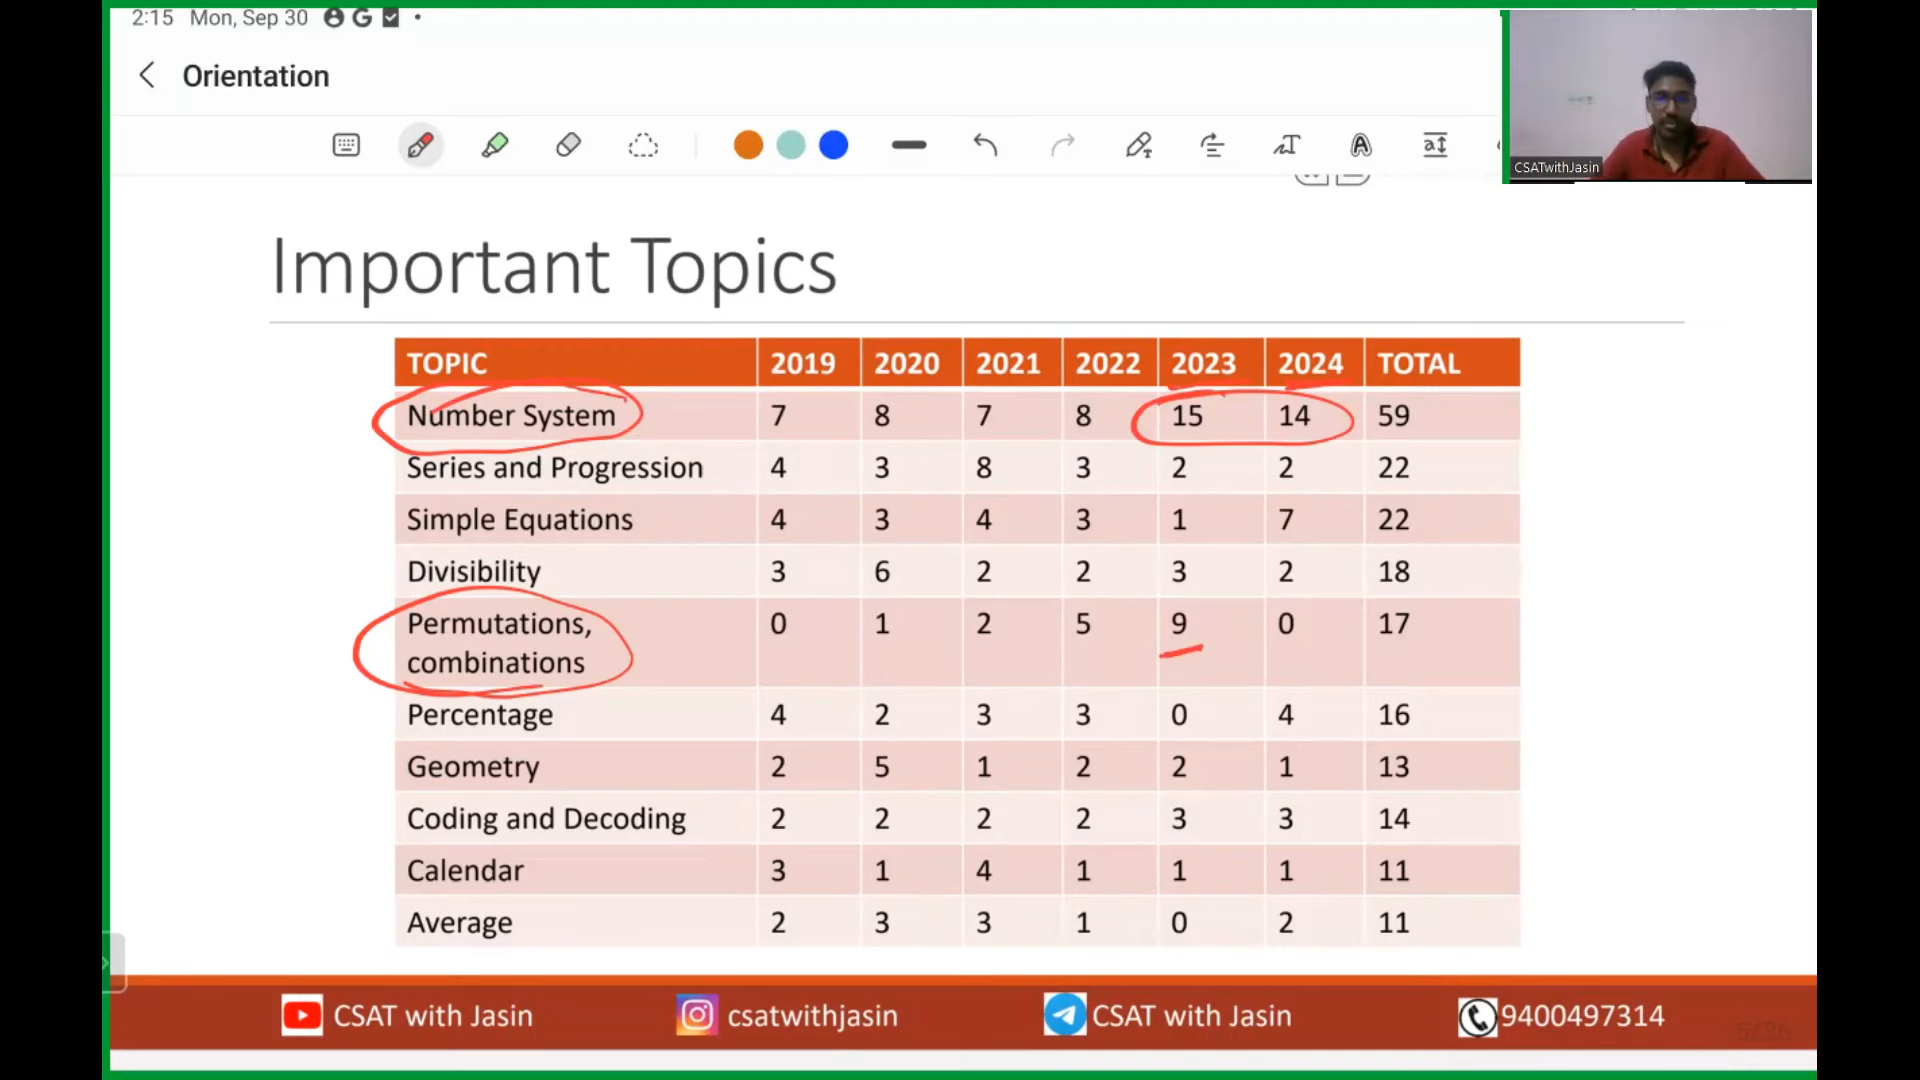 2:15 Mon, Sep 30
Orientation
CSATwithJasin
Important Topics
TOPIC 2019 2020 2021 2022 2023 2024 TOTAL
Number System 7 8 7 8 15 14 59
Series and Progression 4 3 8 3 2 2 22
Simple Equations 4 3 4 3 1 7 22
Divisibility 3 6 2 2 3 2 18
Permutations, 0 1 2 5 9 0 17
combinations
Percentage 4 2 3 3 0 4 16
Geometry 2 5 1 2 2 1 13
Coding and Decoding 2 2 2 2 3 3 14
Calendar 3 1 4 1 1 1 11
Average 2 3 3 1 0 2 11
CSAT with Jasin csatwithjasin CSAT with Jasin 9400497314